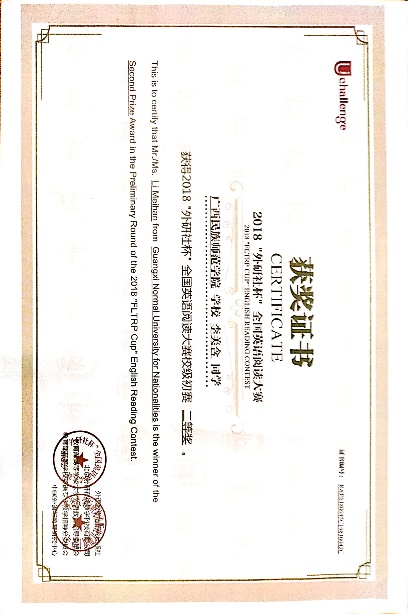 Uchallenge
证书编号：
获奖证书
CERTIFICATE
2018 "外研社杯" 全国英语阅读大赛
2018 "FLTRP CUP" ENGLISH READING CONTEST
广西民族师范学院 学校 李美含 同学
获得2018 "外研社杯" 全国英语阅读大赛校级初赛 二等奖 。
This is to certify that Mr./Ms. Li Meihan from Guangxi Normal University for Nationalities is the winner of the
Second Prize Award in the Preliminary Round of the 2018 "FLTRP Cup" English Reading Contest.